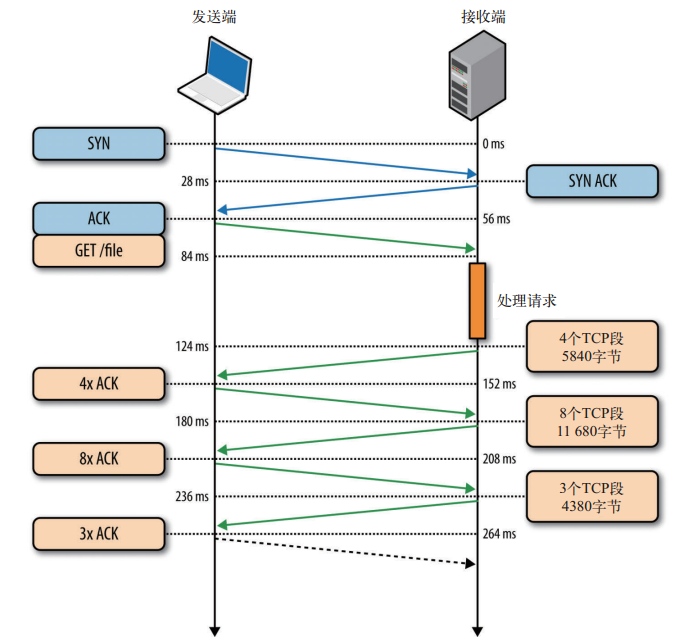 发送端
接收端
SYN
0 ms
28 ms
SYN ACK
ACK
56 ms
GET /file
84 ms
处理请求
124 ms
4个TCP段
5840字节
4x ACK
152 ms
180 ms
8个TCP段
11 680字节
8x ACK
208 ms
236 ms
3个TCP段
4380字节
3x ACK
264 ms